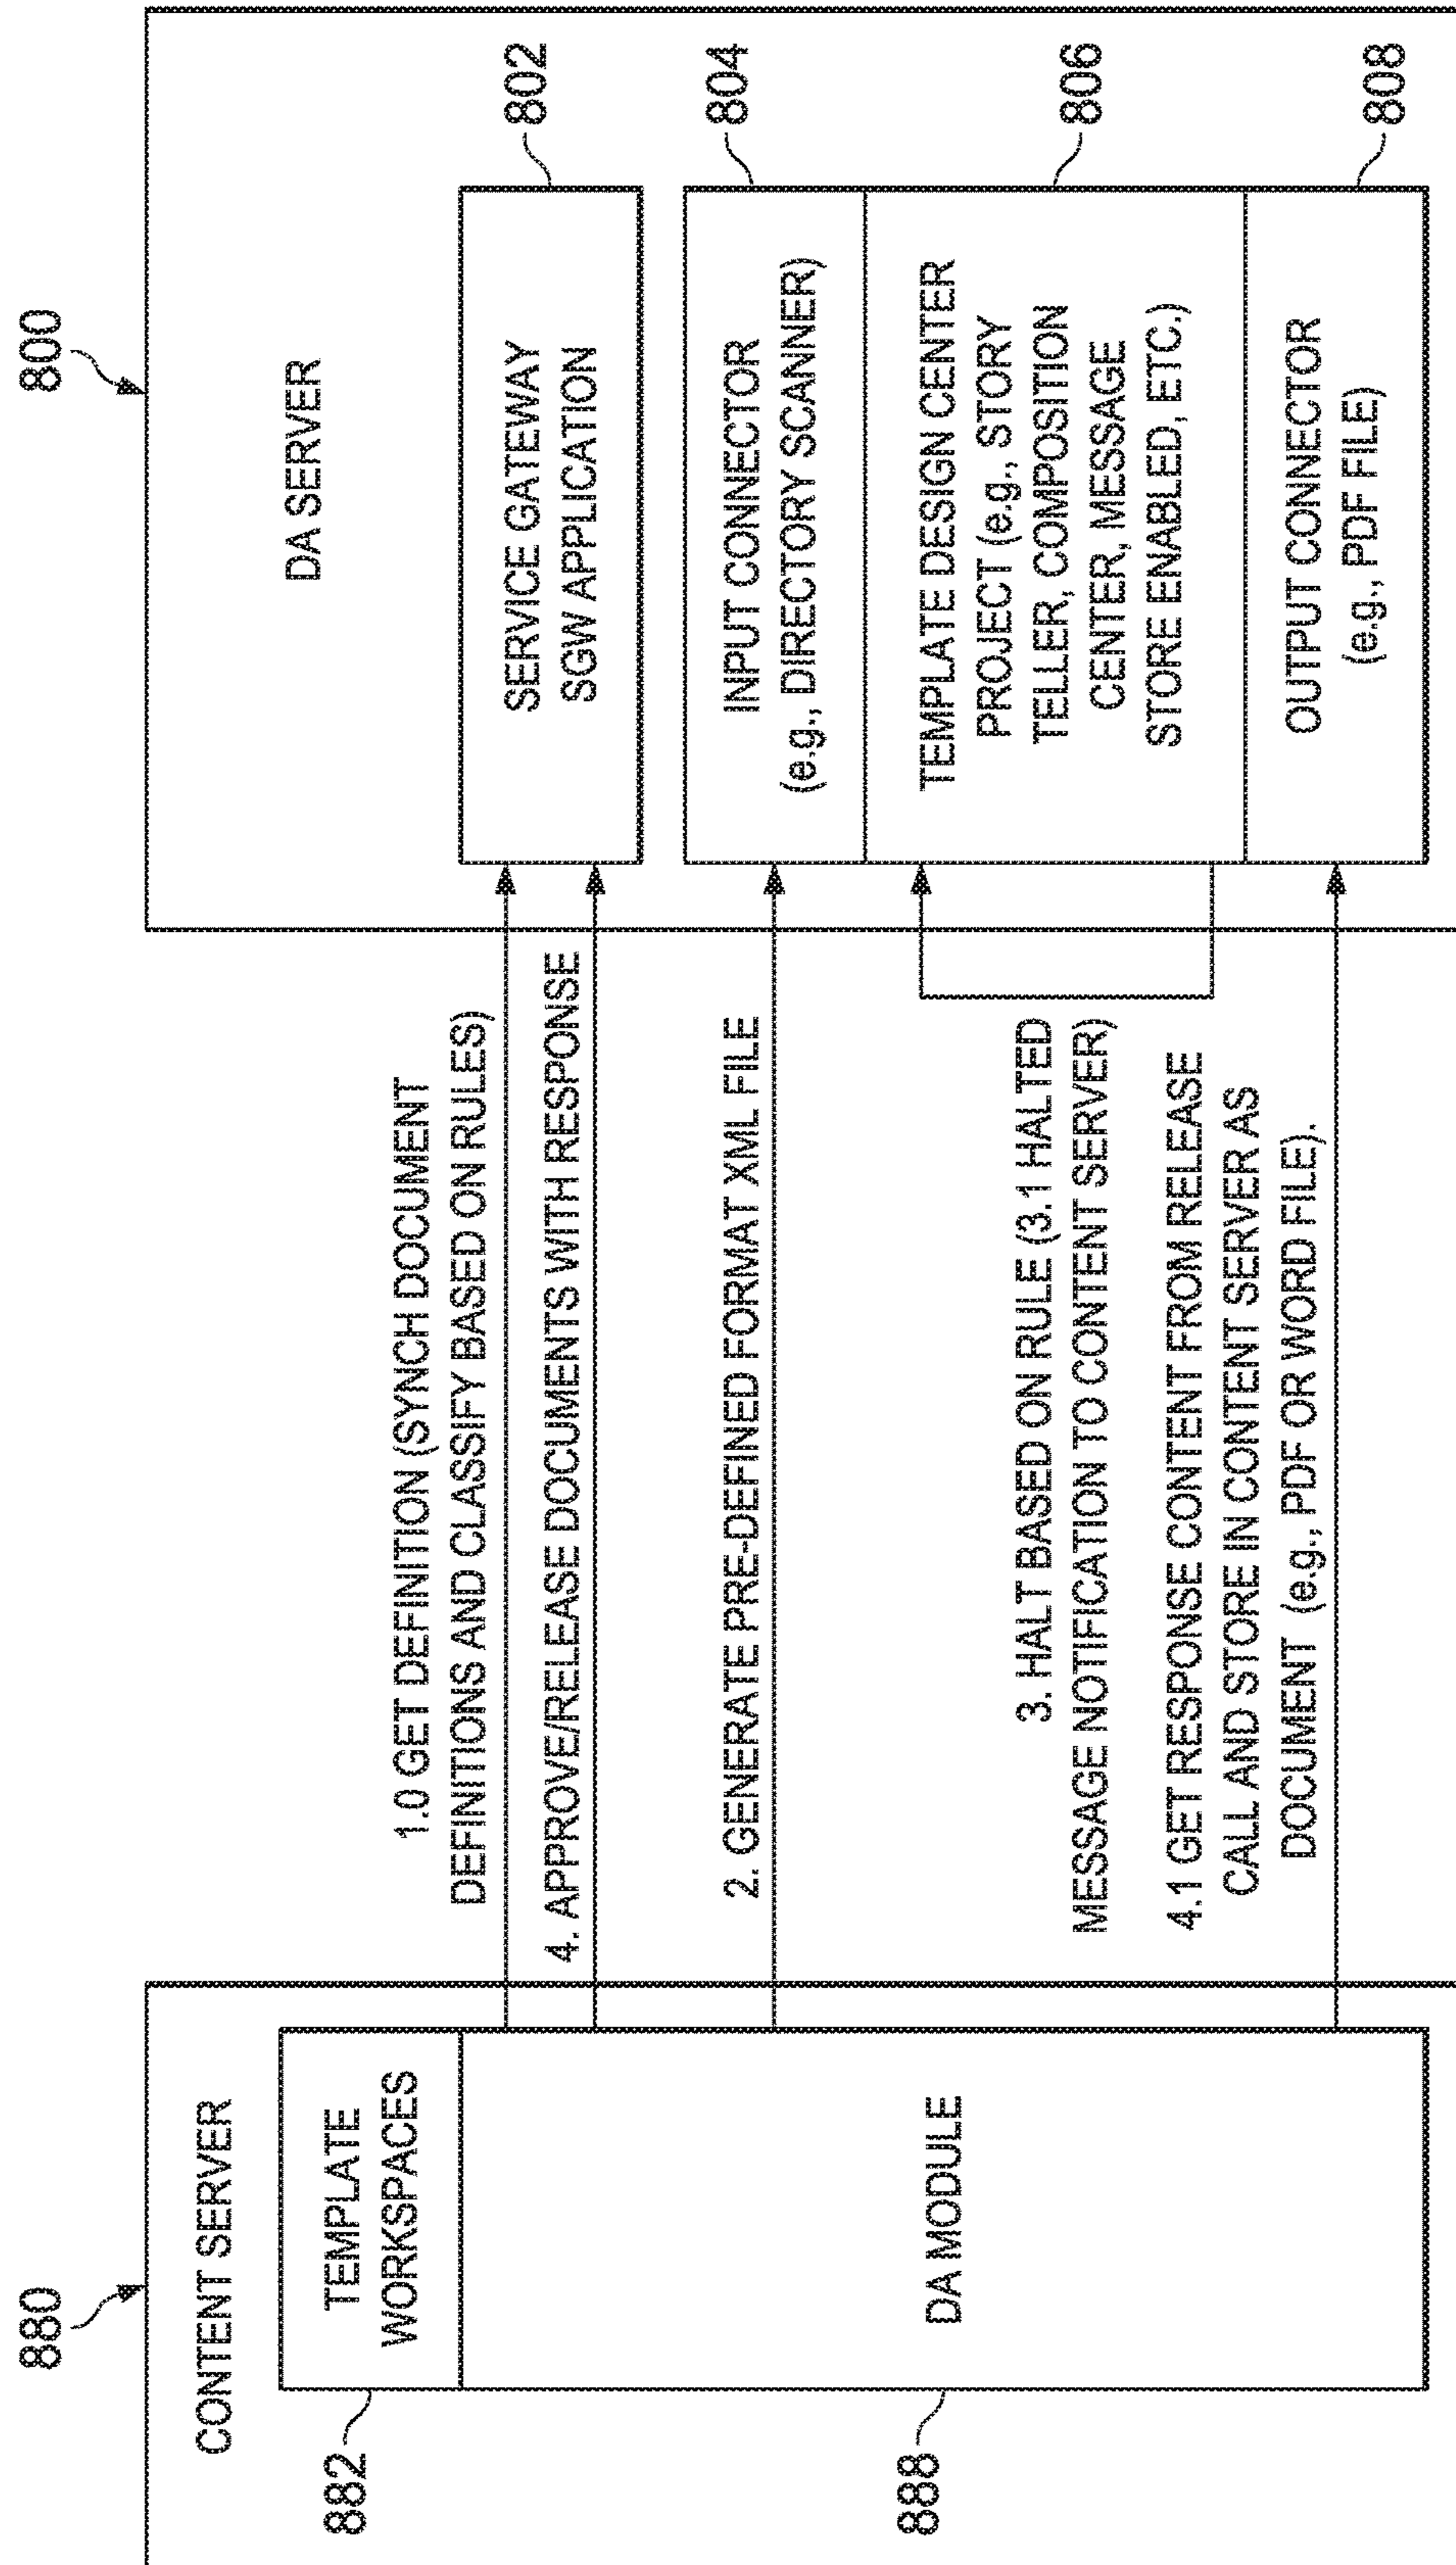 880
CONTENT SERVER
882
TEMPLATE
WORKSPACES
888
DA MODULE
1.0 GET DEFINITION (SYNCH DOCUMENT
DEFINITIONS AND CLASSIFY BASED ON RULES)
4. APPROVE/RELEASE DOCUMENTS WITH RESPONSE
2. GENERATE PRE-DEFINED FORMAT XML FILE
3. HALT BASED ON RULE (3.1 HALTED
MESSAGE NOTIFICATION TO CONTENT SERVER)
4.1 GET RESPONSE CONTENT FROM RELEASE
CALL AND STORE IN CONTENT SERVER AS
DOCUMENT (e.g., PDF OR WORD FILE).
800
DA SERVER
SERVICE GATEWAY
SGW APPLICATION
802
INPUT CONNECTOR
(e.g., DIRECTORY SCANNER)
804
TEMPLATE DESIGN CENTER
PROJECT (e.g., STORY
TELLER, COMPOSITION
CENTER, MESSAGE
STORE ENABLED, ETC.)
806
OUTPUT CONNECTOR
(e.g., PDF FILE)
808